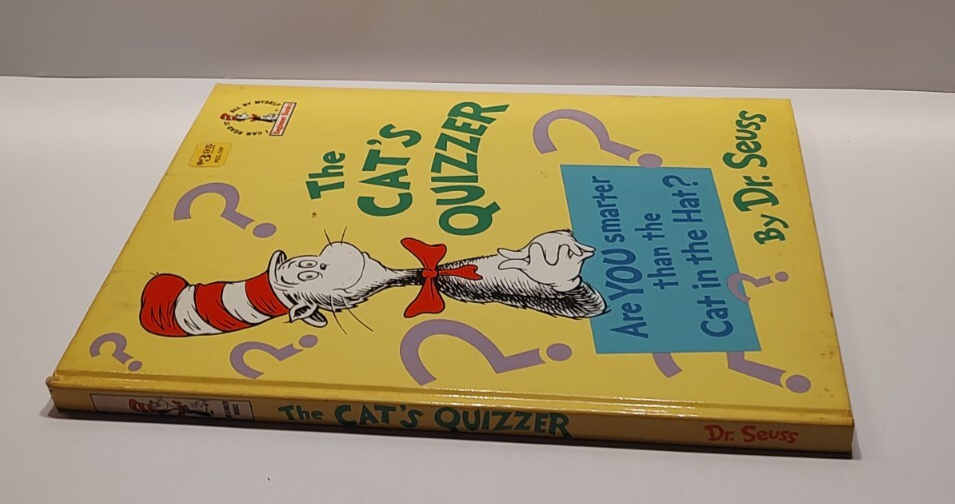 I CAN READ IT ALL BY MYSELF
Beginner Books
$3.95
The
CAT'S
QUIZZER
Are YOU smarter
than the
Cat in the Hat?
By Dr. Seuss
The CAT'S QUIZZER
Dr. Seuss